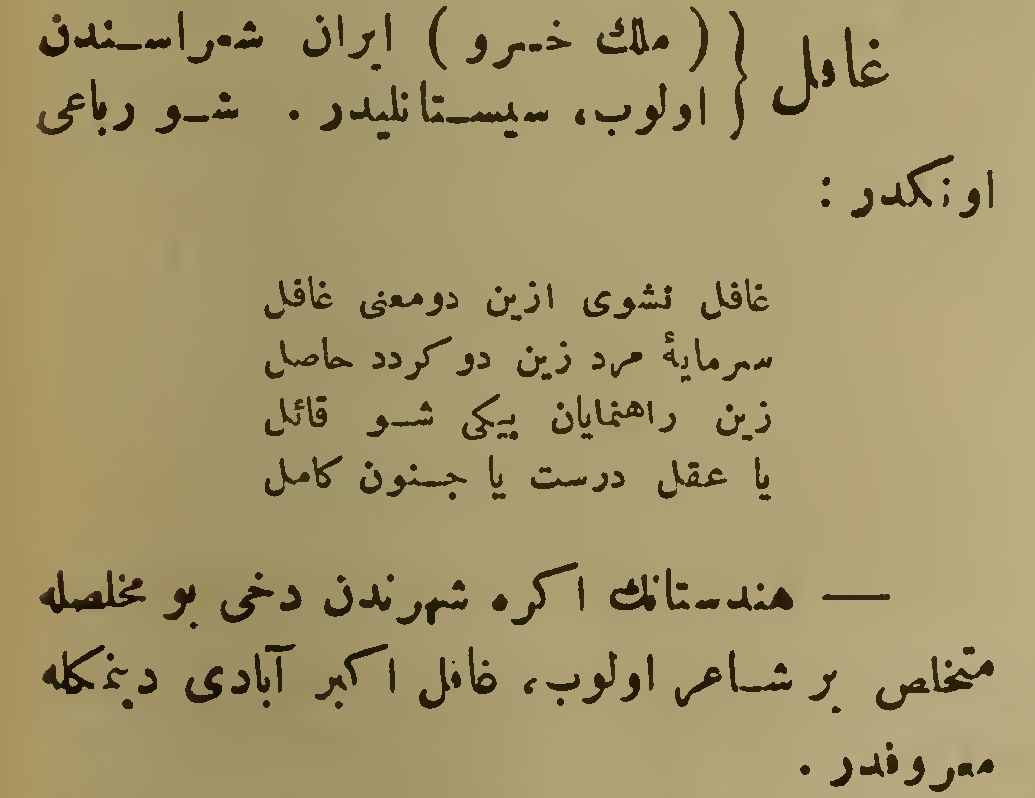 غافل { ( ملك خسرو ) ایران شعراسندن
اولوب، سیستانلیدر . شو رباعی
اونكدر :
غافل نشوی ازین دومعنی غافل
سرمایهٔ مرد زین دو كردد حاصل
زین راهنمایان بیكی شو قائل
یا عقل درست یا جنون كامل
— هندستانك اكره شهرندن دخی بو مخلصله
متخلص بر شاعر اولوب، غافل اكبر آبادی دینمكله
معروفدر .